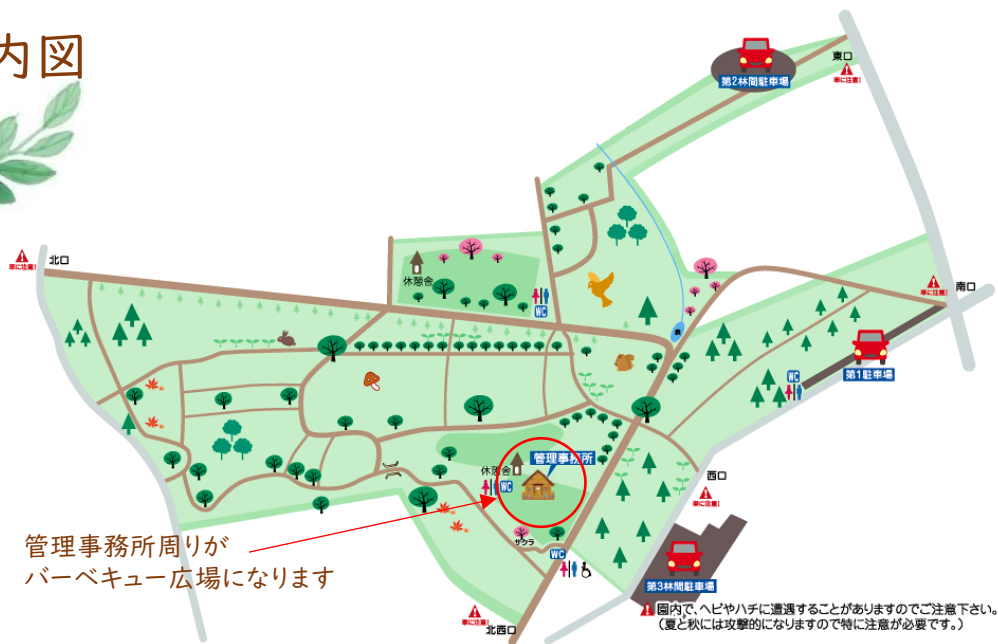 内図
東口
車に注意!
第2林間駐車場
北口
車に注意!
休憩舎
WC
南口
車に注意!
第1駐車場
WC
管理事務所
休憩舎
WC
西口
車に注意!
サクラ
管理事務所周りが
バーベキュー広場になります
WC
第3林間駐車場
車に注意!
北西口
園内で、ヘビやハチに遭遇することがありますのでご注意下さい。
(夏と秋には攻撃的になりますので特に注意が必要です。)